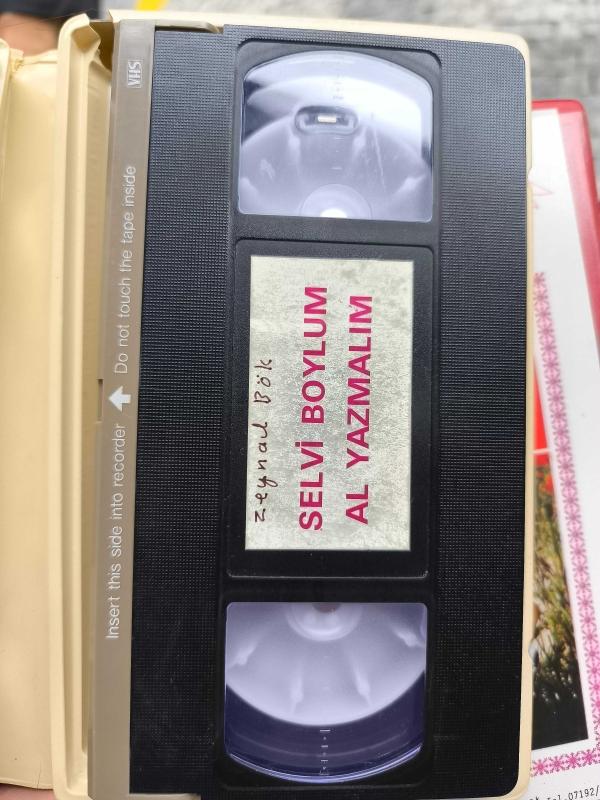 VHS
Insert this side into recorder Do not touch the tape inside
zeynal Bök
SELVİ BOYLUM
AL YAZMALIM